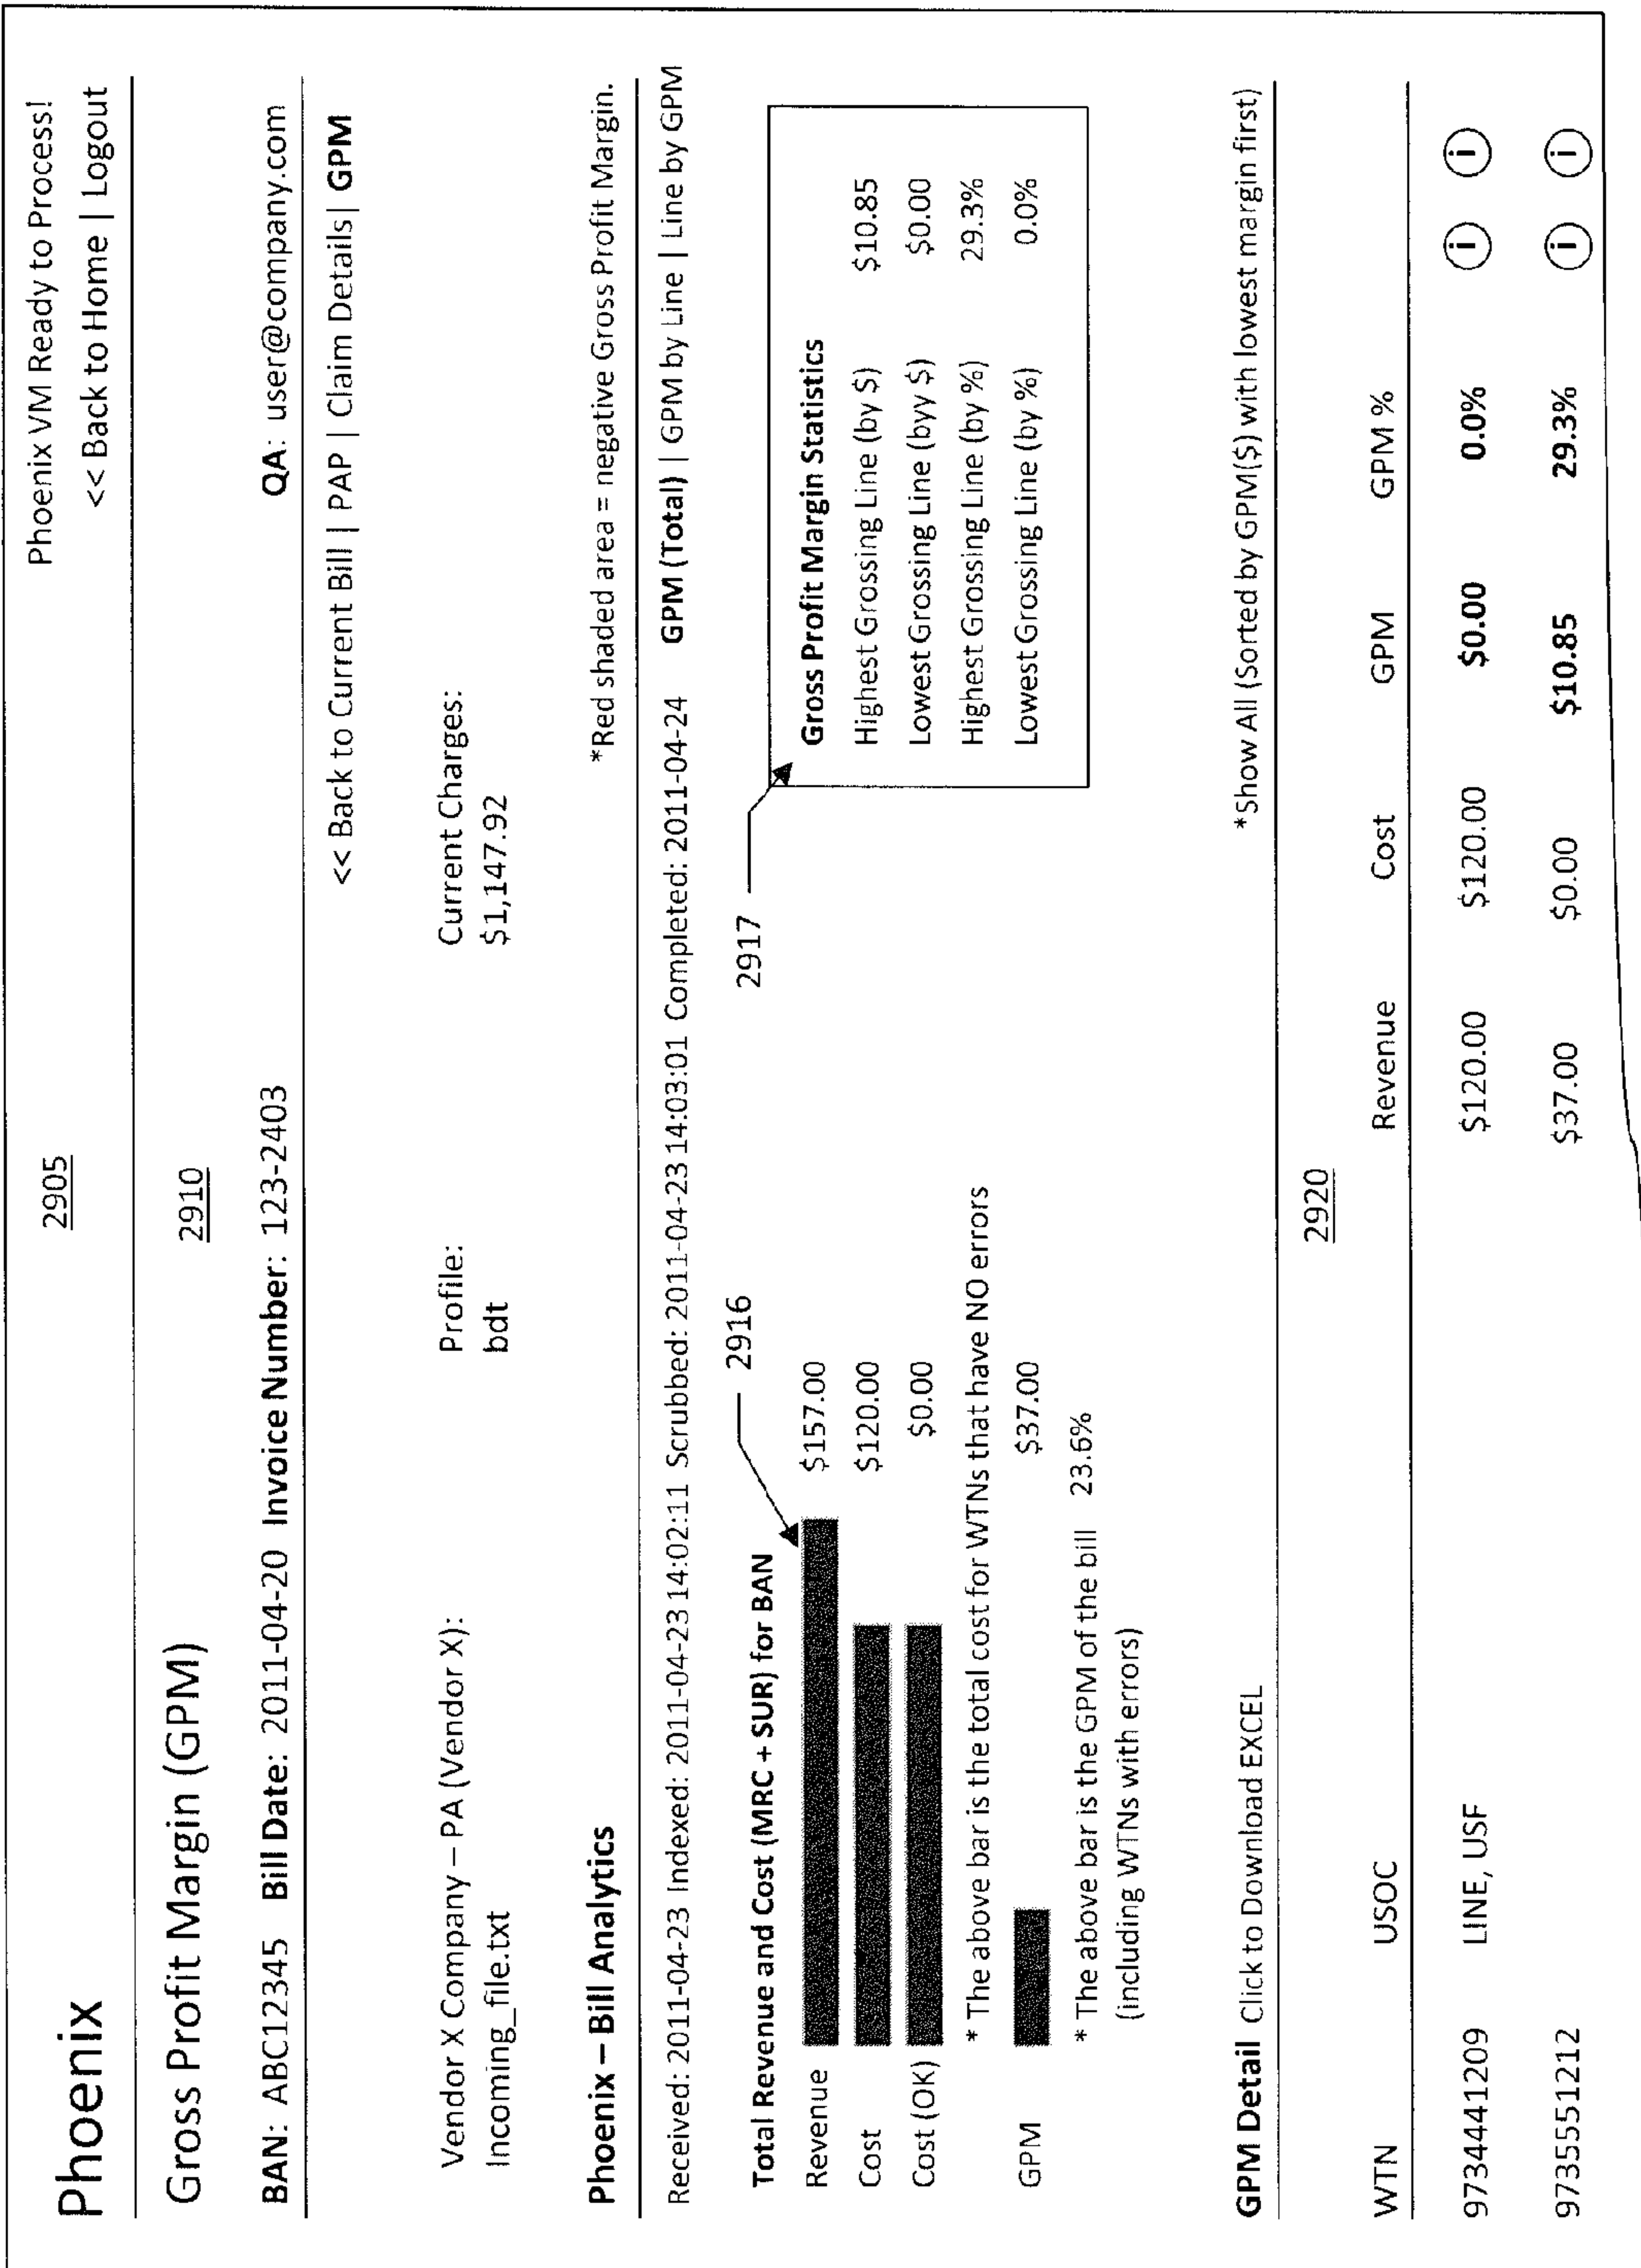 Phoenix
2905
Phoenix VM Ready to Process!
<< Back to Home | Logout
Gross Profit Margin (GPM)
2910
BAN: ABC12345 Bill Date: 2011-04-20 Invoice Number: 123-2403 QA: user@company.com
<< Back to Current Bill | PAP | Claim Details| GPM
Vendor X Company – PA (Vendor X): Profile: Current Charges:
Incoming_file.txt bdt $1,147.92
Phoenix – Bill Analytics *Red shaded area = negative Gross Profit Margin.
Received: 2011-04-23 Indexed: 2011-04-23 14:02:11 Scrubbed: 2011-04-23 14:03:01 Completed: 2011-04-24 GPM (Total) | GPM by Line | Line by GPM
2916
2917
Total Revenue and Cost (MRC + SUR) for BAN
Revenue $157.00
Cost $120.00
Cost (OK) $0.00
* The above bar is the total cost for WTNs that have NO errors
GPM $37.00
* The above bar is the GPM of the bill 23.6%
(including WTNs with errors)
Gross Profit Margin Statistics
Highest Grossing Line (by $) $10.85
Lowest Grossing Line (byy $) $0.00
Highest Grossing Line (by %) 29.3%
Lowest Grossing Line (by %) 0.0%
GPM Detail Click to Download EXCEL *Show All (Sorted by GPM($) with lowest margin first)
2920
WTN USOC Revenue Cost GPM GPM %
9734441209 LINE, USF $120.00 $120.00 $0.00 0.0% i i
9735551212 $37.00 $0.00 $10.85 29.3% i i